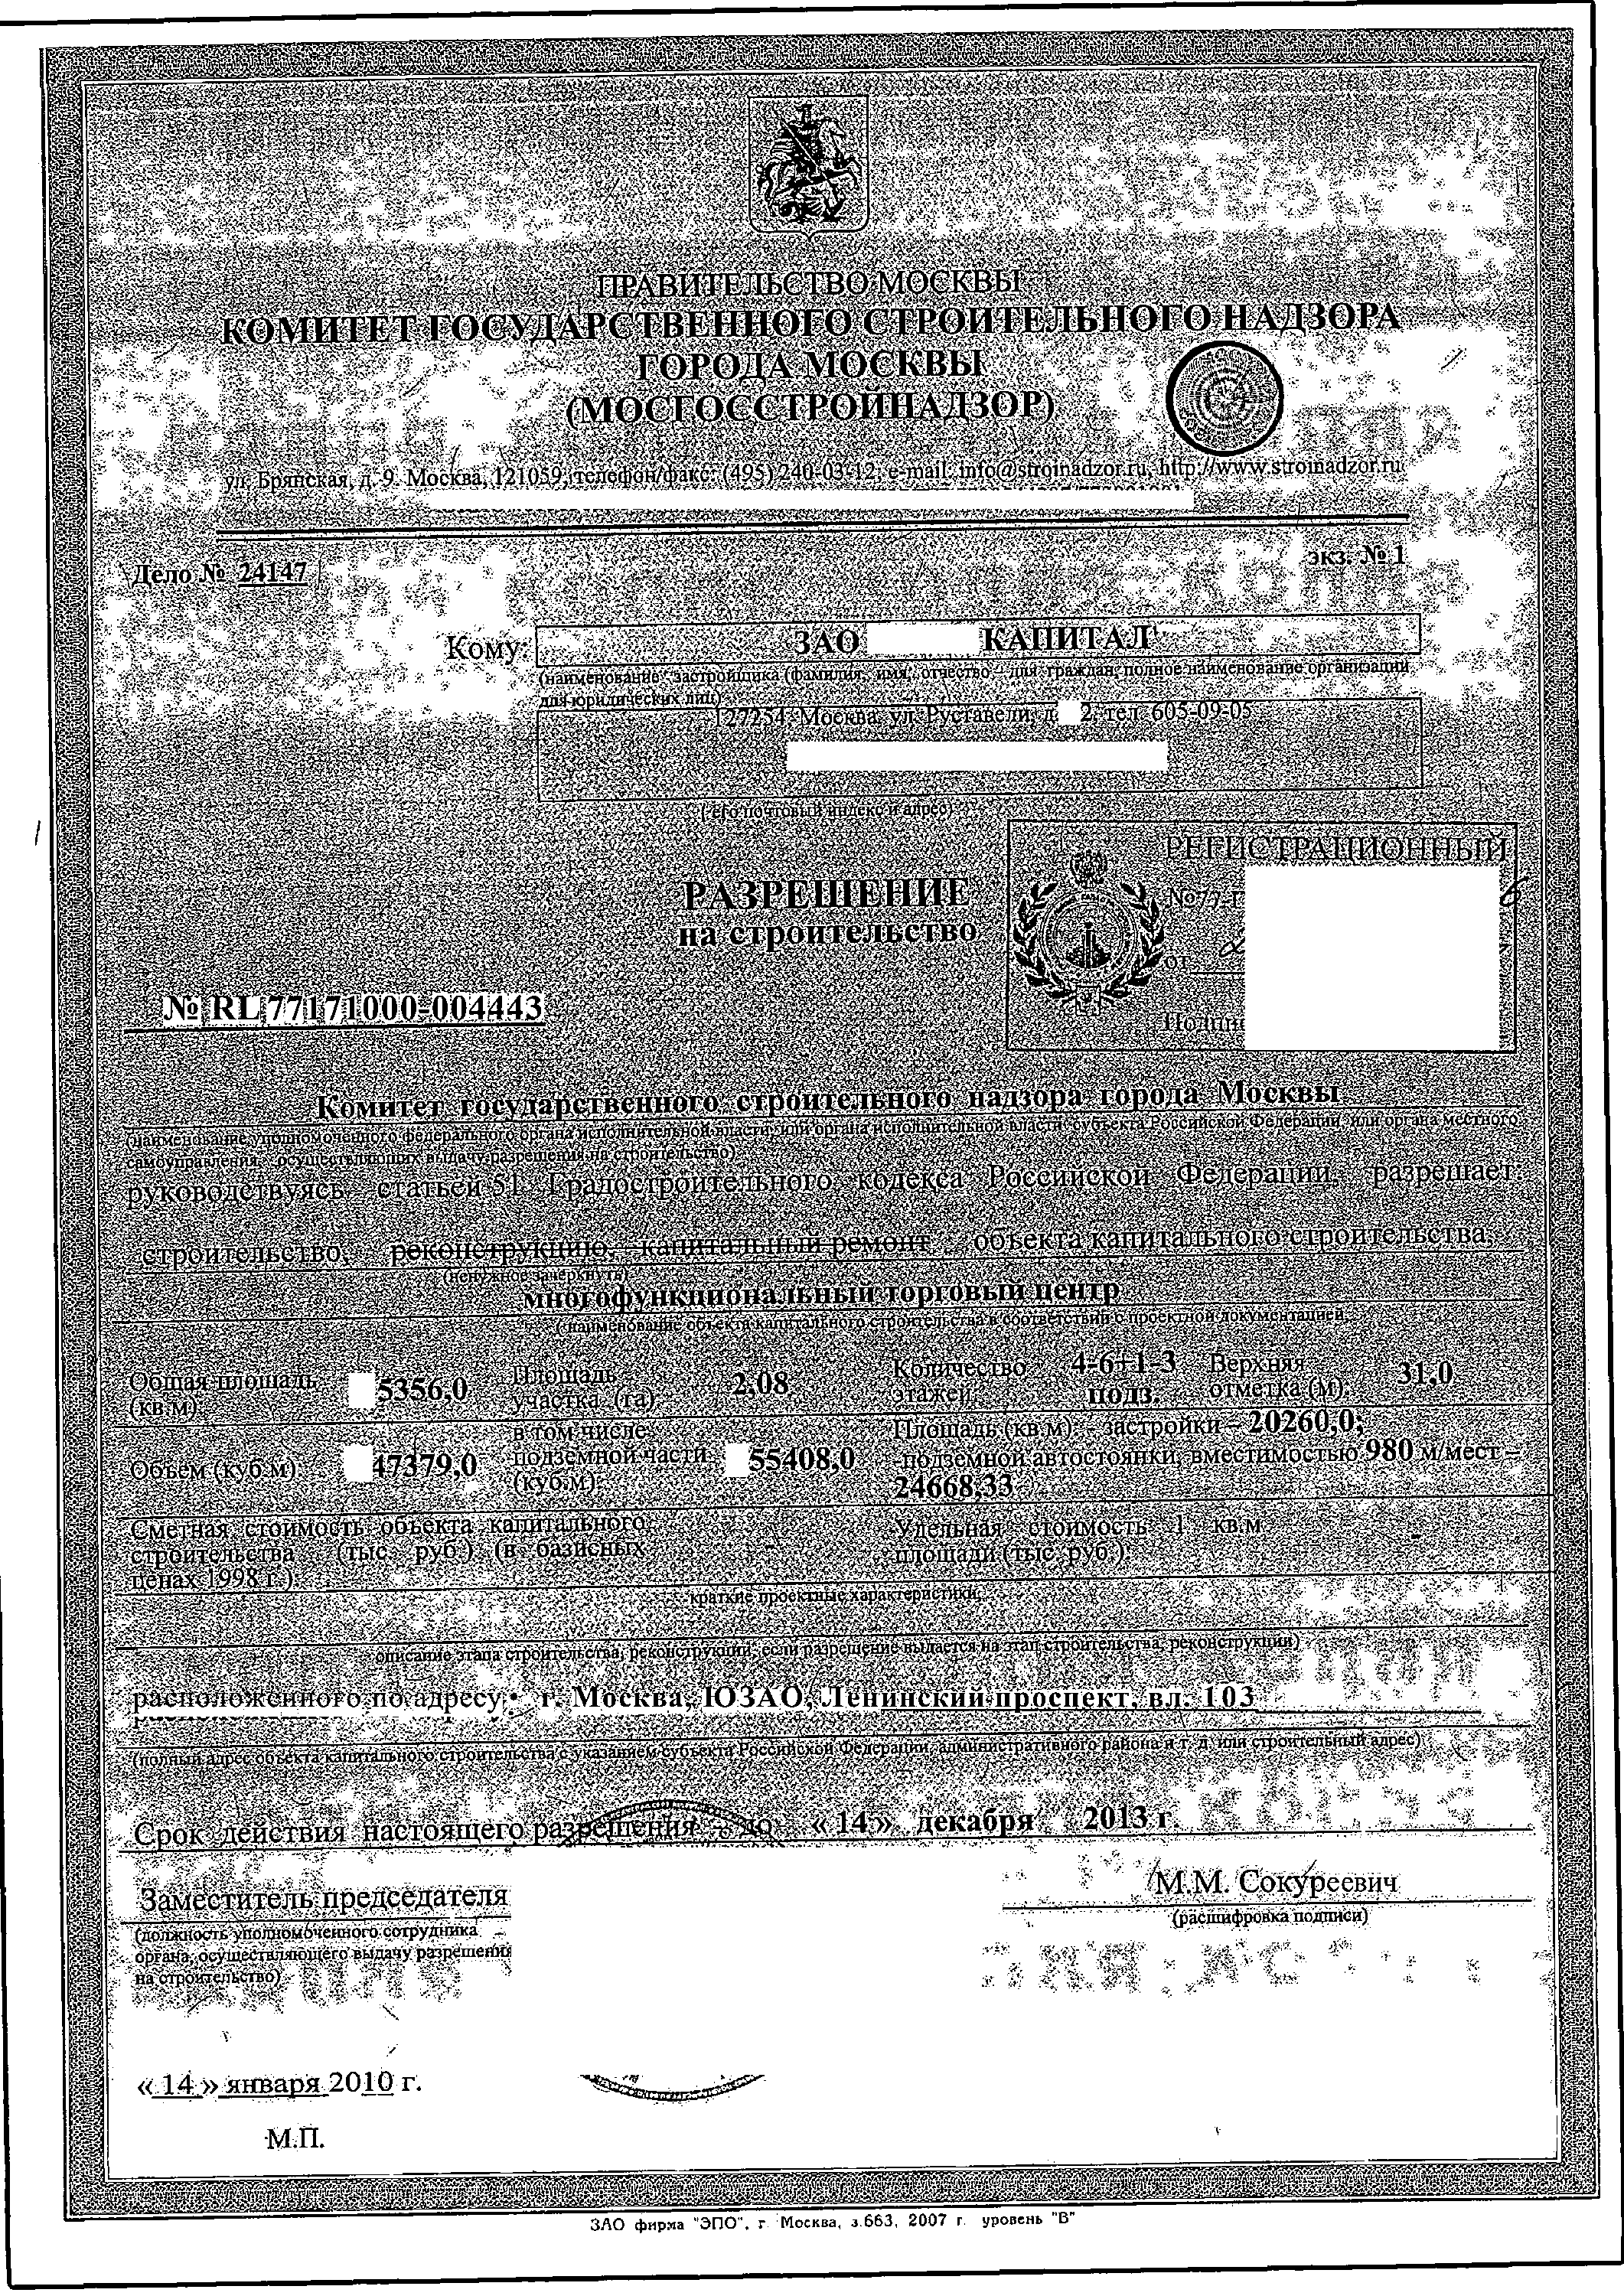 ПРАВИТЕЛЬСТВО МОСКВЫ
КОМИТЕТ ГОСУДАРСТВЕННОГО СТРОИТЕЛЬНОГО НАДЗОРА
ГОРОДА МОСКВЫ
(МОСГОССТРОЙНАДЗОР)
ул. Брянская, д. 9. Москва, 121059, телефон/факс: (495) 240-03-12, e-mail: info@stroinadzor.ru, http://www.stroinadzor.ru
Дело № 24147
экз. № 1
Кому: ЗАО КАПИТАЛ"
(наименование застройщика (фамилия, имя, отчество – для граждан, полное наименование организации
для юридических лиц)
127254, Москва, ул. Руставели, д. 2, тел. 605-09-05
(его почтовый индекс и адрес)
РЕГИСТРАЦИОННЫЙ
№77-Г
от
РАЗРЕШЕНИЕ
на строительство
№ RL 77171000-004443
Комитет государственного строительного надзора города Москвы
(наименование уполномоченного федерального органа исполнительной власти, или органа исполнительной власти субъекта Российской Федерации, или органа местного
самоуправления, осуществляющих выдачу разрешения на строительство)
руководствуясь статьей 51 Градостроительного кодекса Российской Федерации, разрешает:
строительство, реконструкцию, капитальный ремонт объекта капитального строительства,
(ненужное зачеркнуть)
многофункциональный торговый центр
(наименование объекта капитального строительства в соответствии с проектной документацией,
Общая площадь (кв.м) 5356,0 Площадь участка (га) 2,08 Количество этажей 4-6+1-3 подз. Верхняя отметка (м). 31,0
Объем (куб.м) 47379,0 в том числе подземной части (куб.м) 55408,0 Площадь (кв.м): - застройки – 20260,0;
- подземной автостоянки, вместимостью 980 м/мест –
24668,33
Сметная стоимость объекта капитального
строительства (тыс. руб.) (в базисных
ценах 1998 г.)
Удельная стоимость 1 кв.м
площади (тыс. руб.) -
краткие проектные характеристики,
описание этапа строительства, реконструкции, если разрешение выдается на этап строительства, реконструкции)
расположенного по адресу: г. Москва, ЮЗАО, Ленинский проспект, вл. 103
(полный адрес объекта капитального строительства с указанием субъекта Российской Федерации, административного района и т. д. или строительный адрес)
Срок действия настоящего разрешения – до «14» декабря 2013 г.
Заместитель председателя
М.М. Сокуреевич
(должность уполномоченного сотрудника
органа, осуществляющего выдачу разрешения
на строительство)
(расшифровка подписи)
«14» января 2010 г.
М.П.
ЗАО фирма "ЭПО", г. Москва, з.663, 2007 г. уровень "В"